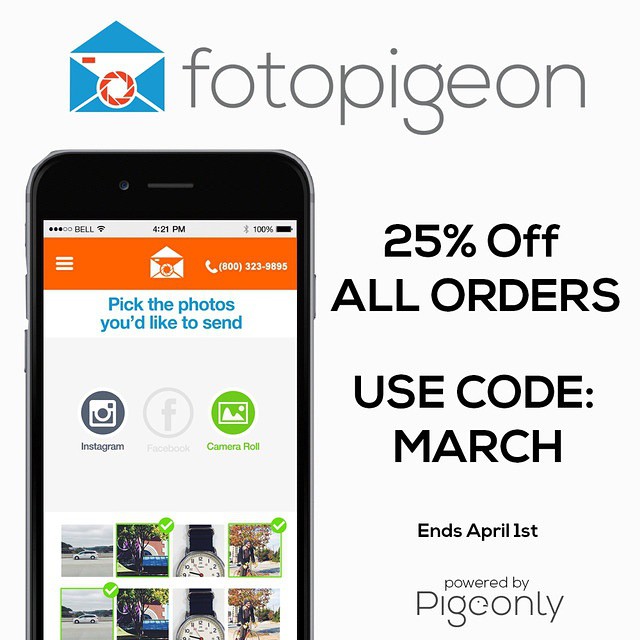 fotopigeon
BELL
4:21 PM
100%
(800) 323-9895
Pick the photos
you'd like to send
Instagram
Facebook
Camera Roll
25% Off
ALL ORDERS
USE CODE:
MARCH
Ends April 1st
powered by
Pigeonly